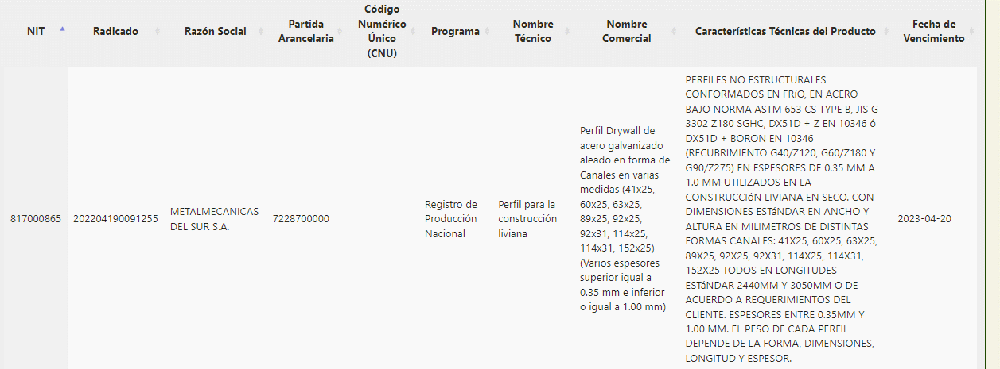 NIT
Radicado
Razón Social
Partida
Arancelaria
Código
Numérico
Único
(CNU)
Programa
Nombre
Técnico
Nombre
Comercial
Características Técnicas del Producto
Fecha de
Vencimiento
817000865
202204190091255
METALMECANICAS
DEL SUR S.A.
7228700000
Registro de
Producción
Nacional
Perfil para la
construcción
liviana
Perfil Drywall de
acero galvanizado
aleado en forma de
Canales en varias
medidas (41x25,
60x25, 63x25,
89x25, 92x25,
92x31, 114x25,
114x31, 152x25)
(Varios espesores
superior igual a
0.35 mm e inferior
o igual a 1.00 mm)
PERFILES NO ESTRUCTURALES
CONFORMADOS EN FRíO, EN ACERO
BAJO NORMA ASTM 653 CS TYPE B, JIS G
3302 Z180 SGHC, DX51D + Z EN 10346 ó
DX51D + BORON EN 10346
(RECUBRIMIENTO G40/Z120, G60/Z180 Y
G90/Z275) EN ESPESORES DE 0.35 MM A
1.0 MM UTILIZADOS EN LA
CONSTRUCCIóN LIVIANA EN SECO. CON
DIMENSIONES ESTáNDAR EN ANCHO Y
ALTURA EN MILIMETROS DE DISTINTAS
FORMAS CANALES: 41X25, 60X25, 63X25,
89X25, 92X25, 92X31, 114X25, 114X31,
152X25 TODOS EN LONGITUDES
ESTáNDAR 2440MM Y 3050MM O DE
ACUERDO A REQUERIMIENTOS DEL
CLIENTE. ESPESORES ENTRE 0.35MM Y
1.00 MM. EL PESO DE CADA PERFIL
DEPENDE DE LA FORMA, DIMENSIONES,
LONGITUD Y ESPESOR.
2023-04-20